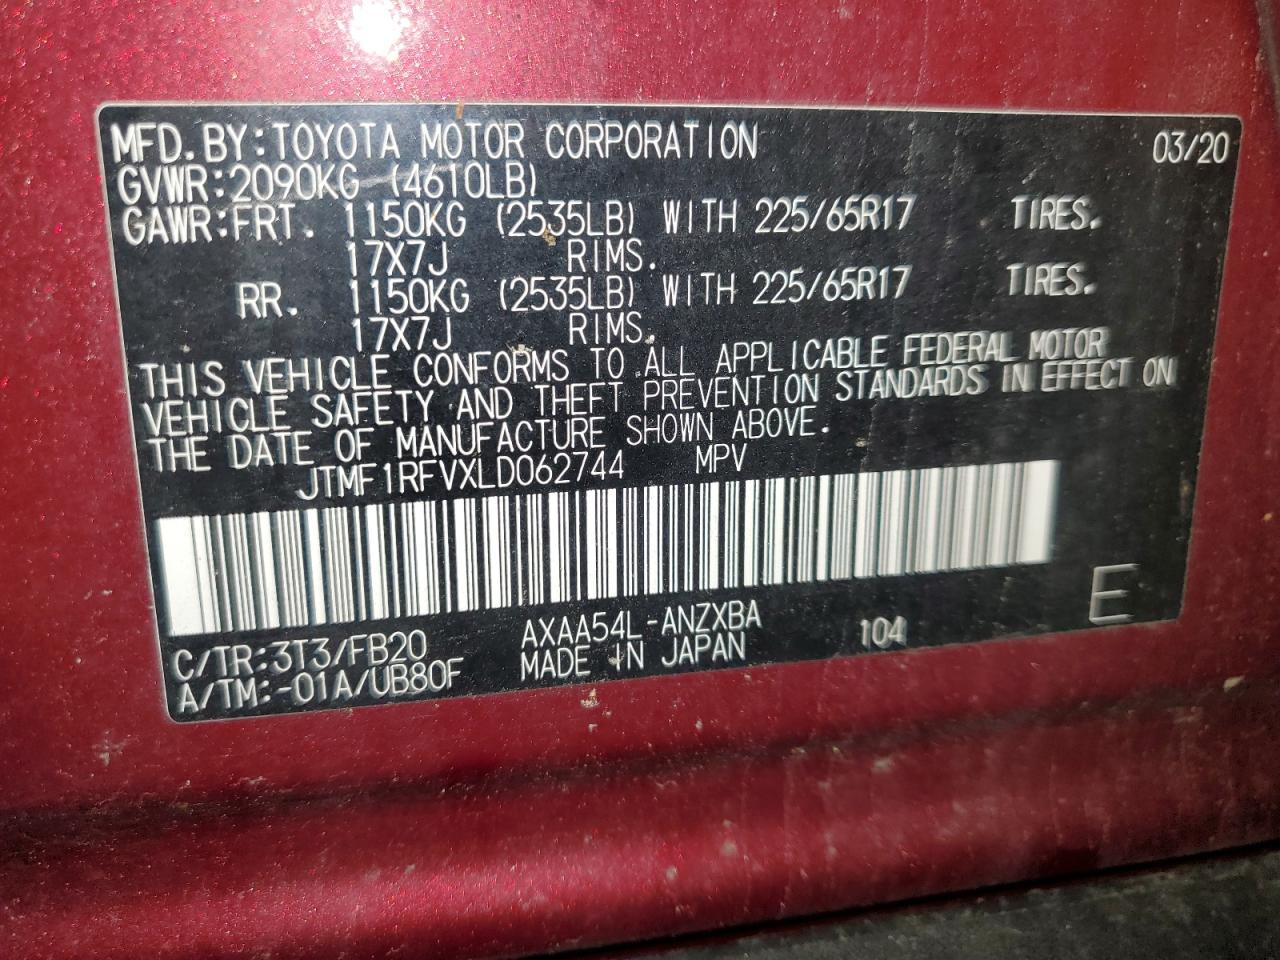 MFD.BY:TOYOTA MOTOR CORPORATION 03/20
GVWR:2090KG (4610LB)
GAWR:FRT. 1150KG (2535LB) WITH 225/65R17 TIRES.
17X7J RIMS.
RR. 1150KG (2535LB) WITH 225/65R17 TIRES.
17X7J RIMS.
THIS VEHICLE CONFORMS TO ALL APPLICABLE FEDERAL MOTOR
VEHICLE SAFETY AND THEFT PREVENTION STANDARDS IN EFFECT ON
THE DATE OF MANUFACTURE SHOWN ABOVE.
JTMF1RFVXLD062744 MPV
C/TR:3T3/FB20 AXAA54L-ANZXBA 104 E
A/TM:-01A/UB80F MADE IN JAPAN